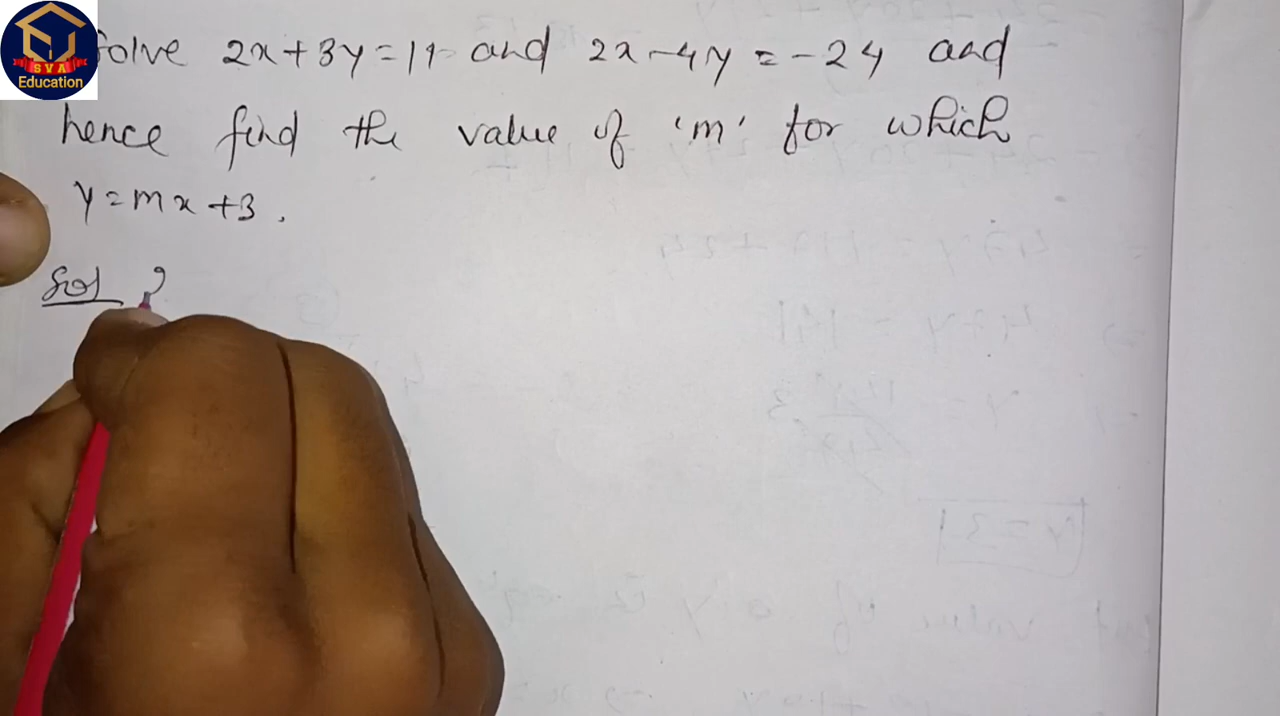 SVA
Education
Solve 2x+3y=11 and 2x-4y=-24 and
hence find the value of 'm' for which
y=mx+3.
Sol 2